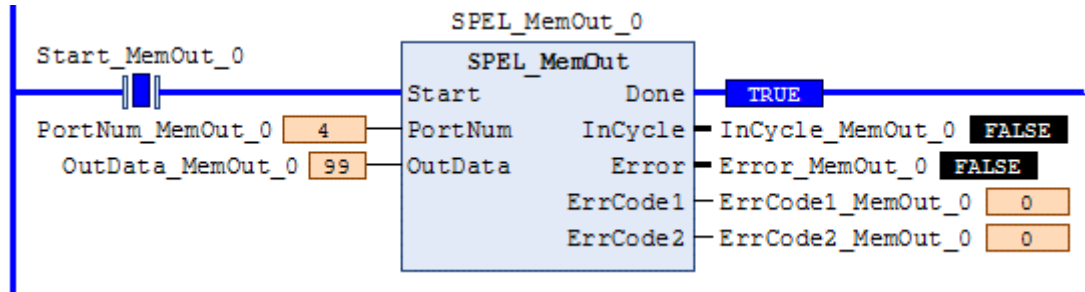 SPEL_MemOut_0
Start_MemOut_0
SPEL_MemOut
Start Done TRUE
PortNum_MemOut_0 4 PortNum InCycle InCycle_MemOut_0 FALSE
OutData_MemOut_0 99 OutData Error Error_MemOut_0 FALSE
ErrCode1 ErrCode1_MemOut_0 0
ErrCode2 ErrCode2_MemOut_0 0